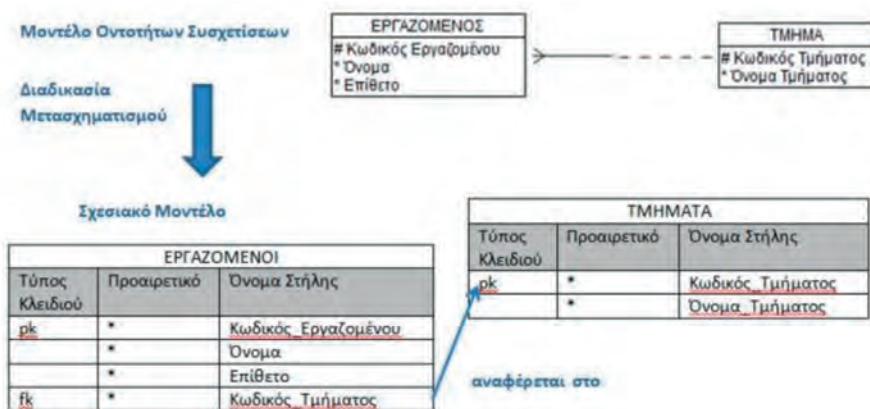 Μοντέλο Οντοτήτων Συσχετίσεων
ΕΡΓΑΖΟΜΕΝΟΣ
# Κωδικός Εργαζομένου
* Όνομα
* Επίθετο
ΤΜΗΜΑ
# Κωδικός Τμήματος
* Όνομα Τμήματος
Διαδικασία
Μετασχηματισμού
Σχεσιακό Μοντέλο
ΤΜΗΜΑΤΑ
Τύπος Κλειδιού Προαιρετικό Όνομα Στήλης
pk * Κωδικός_Τμήματος
* Όνομα_Τμήματος
ΕΡΓΑΖΟΜΕΝΟΙ
Τύπος Κλειδιού Προαιρετικό Όνομα Στήλης
pk * Κωδικός_Εργαζομένου
* Όνομα
* Επίθετο
fk * Κωδικός_Τμήματος
αναφέρεται στο